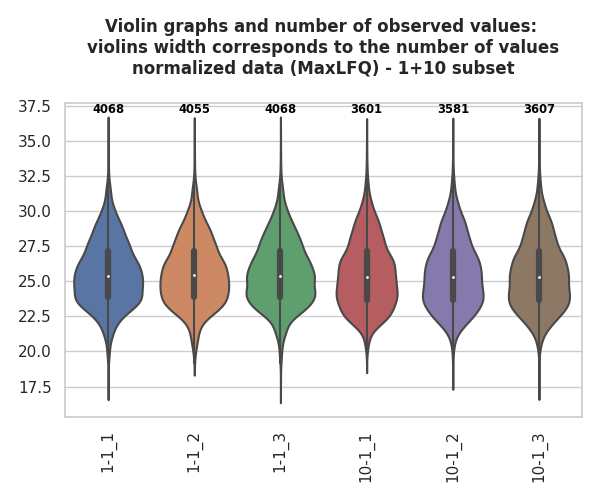 Violin graphs and number of observed values:
violins width corresponds to the number of values
normalized data (MaxLFQ) - 1+10 subset
4068 4055 4068 3601 3581 3607
37.5
35.0
32.5
30.0
27.5
25.0
22.5
20.0
17.5
1-1_1 1-1_2 1-1_3 10-1_1 10-1_2 10-1_3